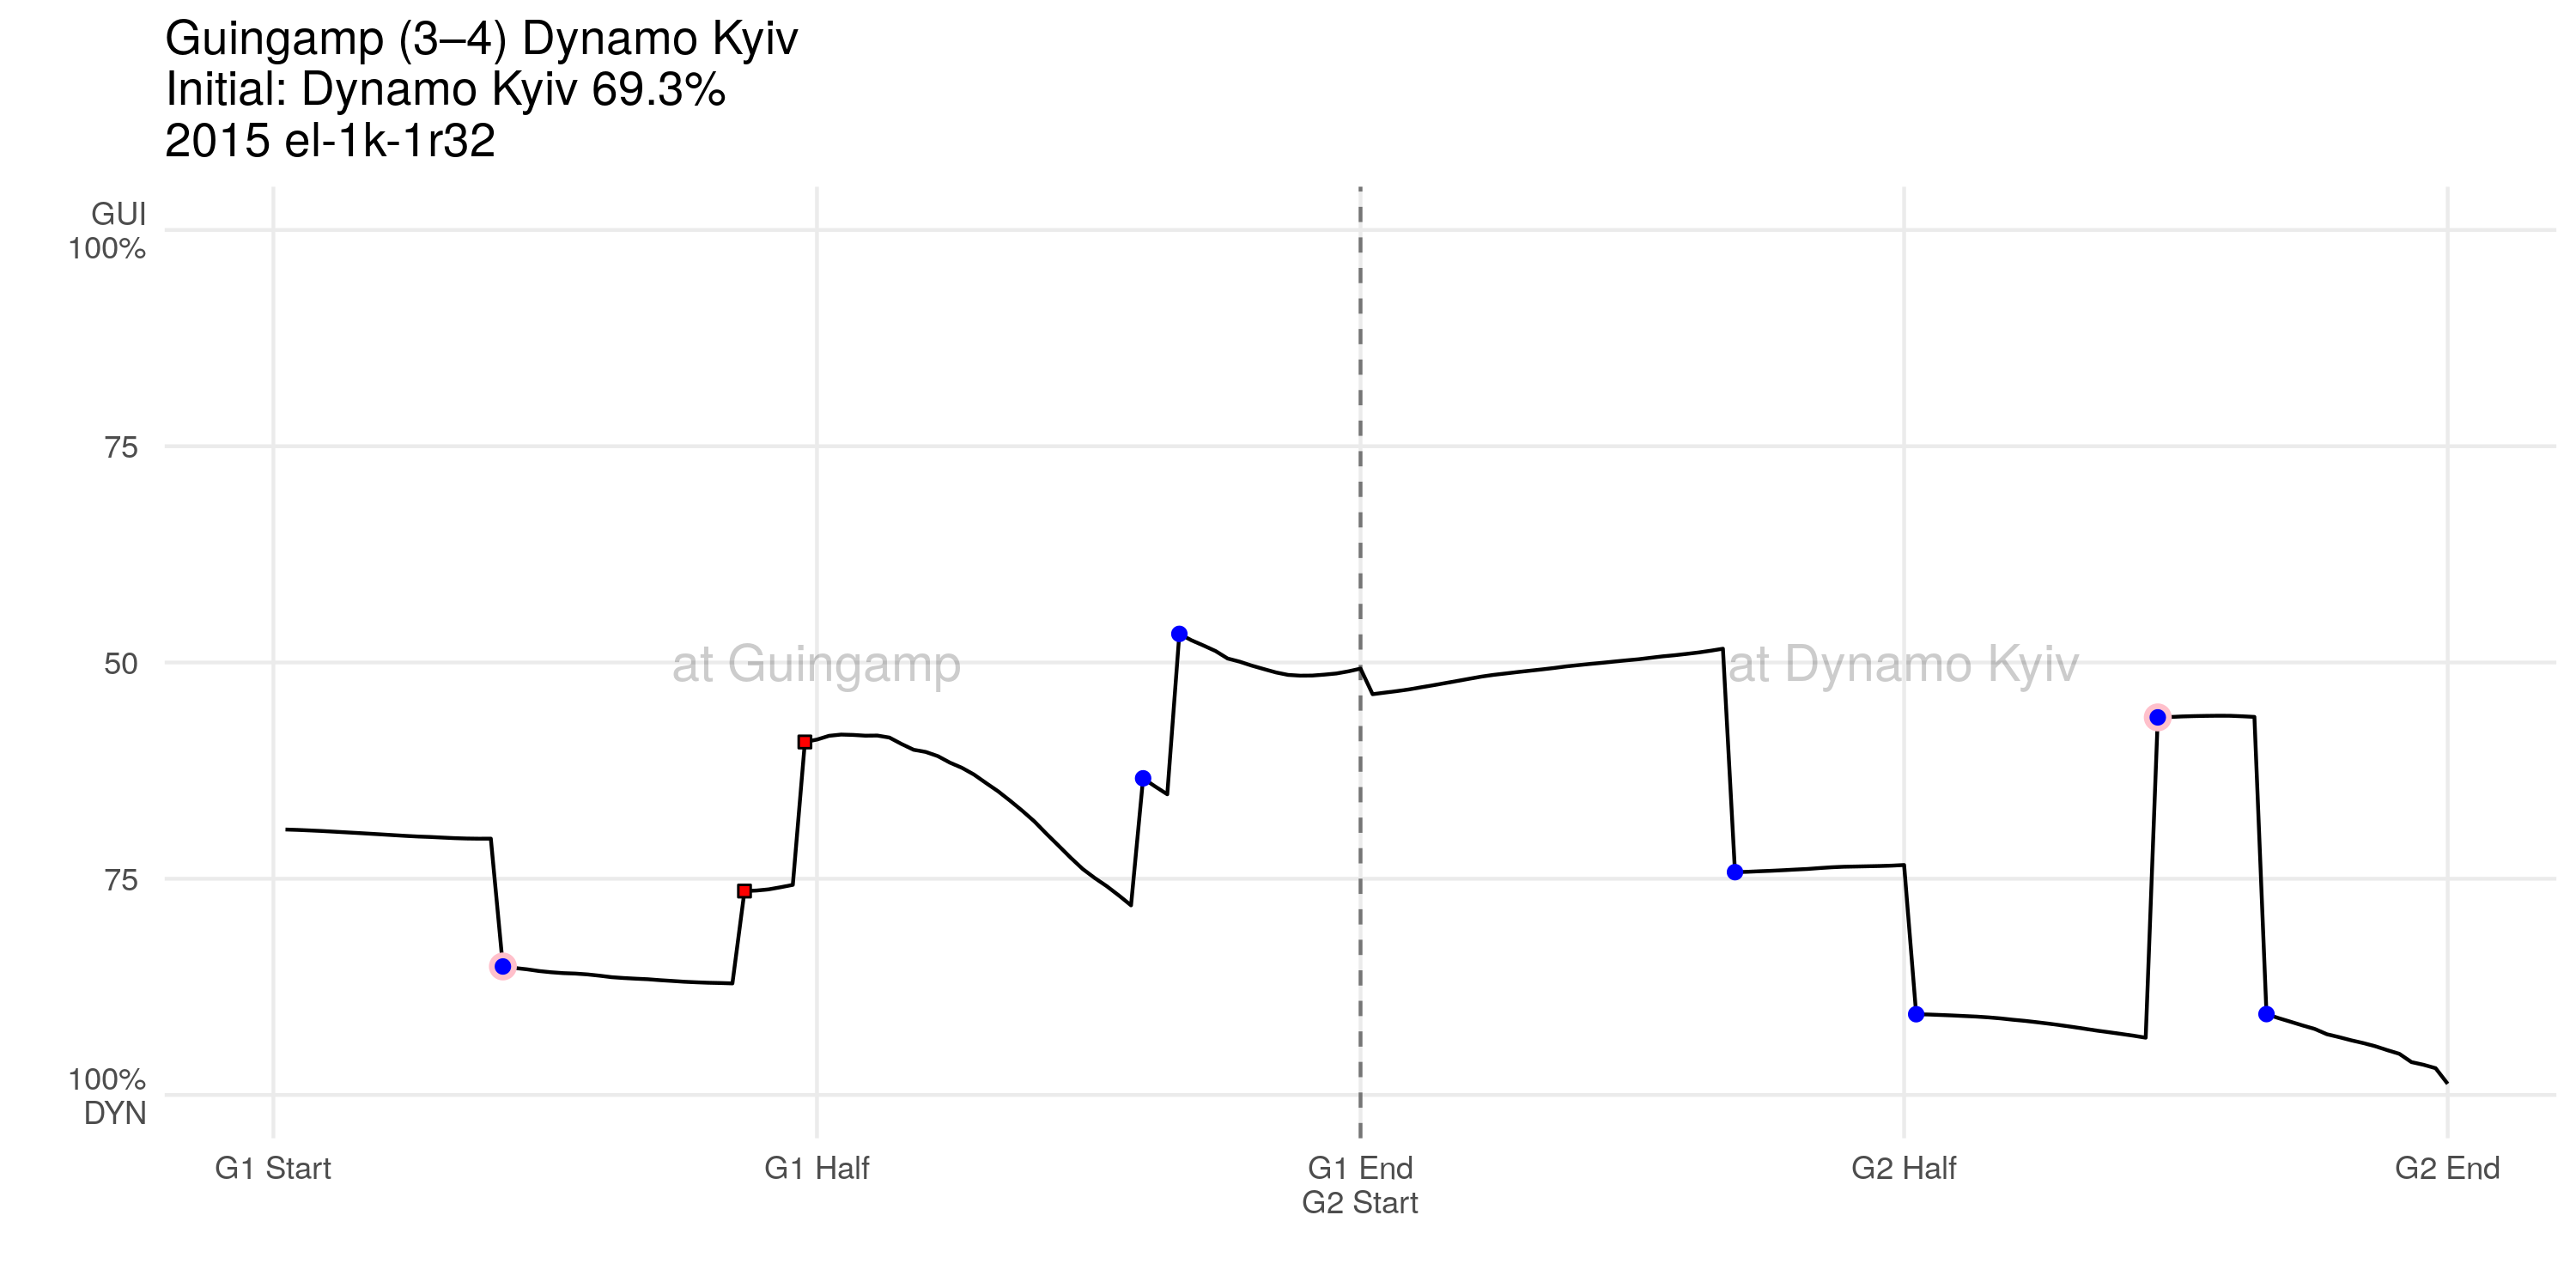 Guingamp (3–4) Dynamo Kyiv
Initial: Dynamo Kyiv 69.3%
2015 el-1k-1r32
GUI
100%
75
50
75
100%
DYN
at Guingamp
at Dynamo Kyiv
G1 Start
G1 Half
G1 End
G2 Start
G2 Half
G2 End